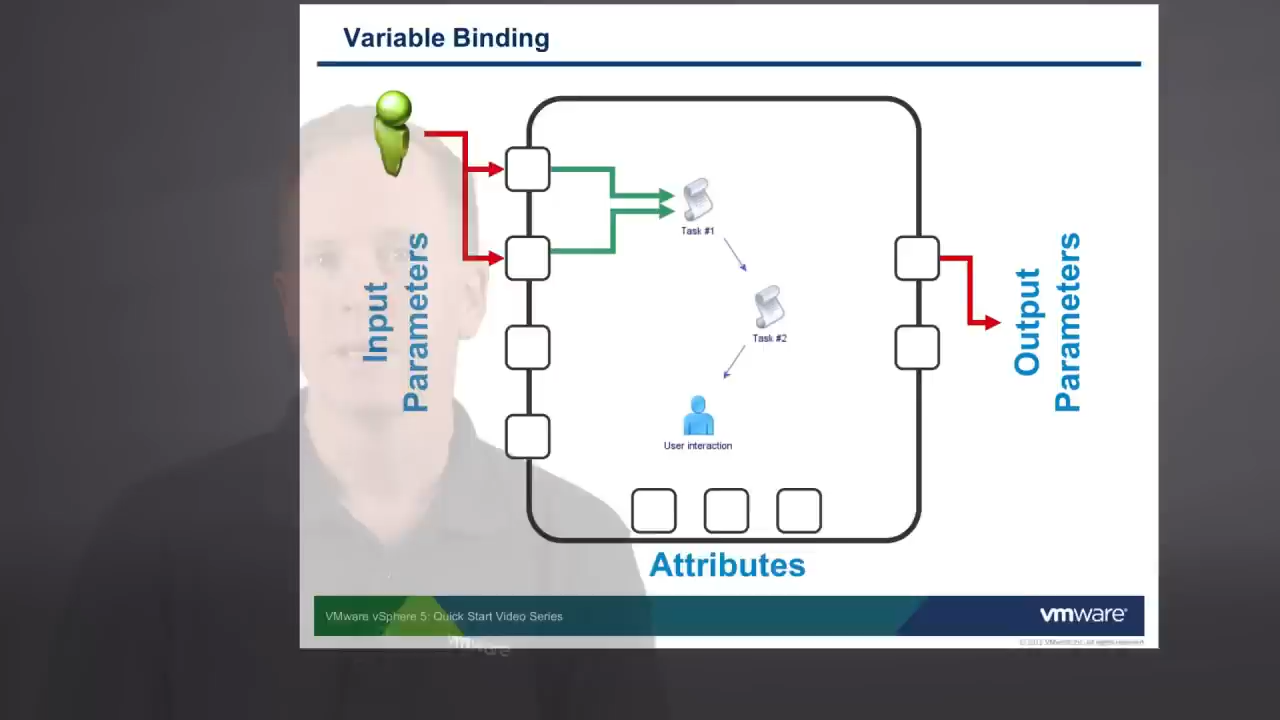 Variable Binding
Input
Parameters
Task #1
Task #2
User interaction
Attributes
Output
Parameters
VMware vSphere 5: Quick Start Video Series
vmware
vmware